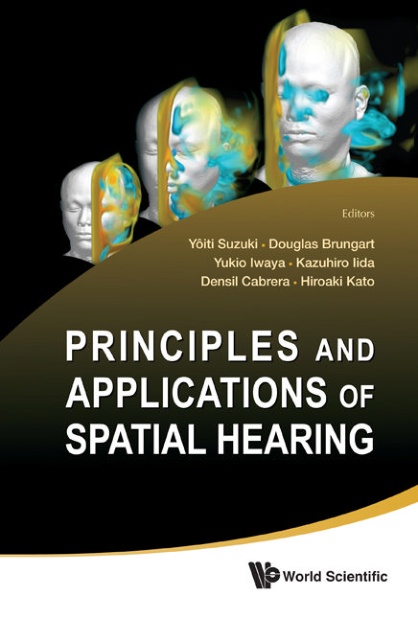 Editors
Yôiti Suzuki • Douglas Brungart
Yukio Iwaya • Kazuhiro Iida
Densil Cabrera • Hiroaki Kato
PRINCIPLES AND
APPLICATIONS OF
SPATIAL HEARING
World Scientific